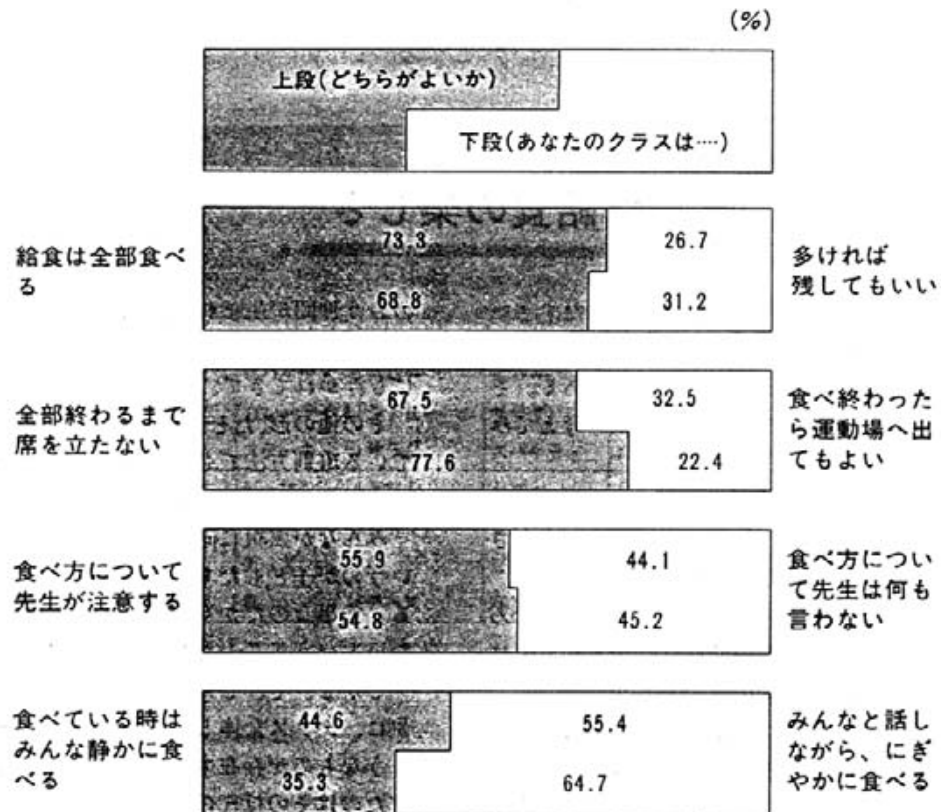 (%)
上段(どちらがよいか)
下段(あなたのクラスは‥‥)
給食は全部食べ
る
73.3
26.7
68.8
31.2
多ければ
残してもいい
全部終わるまで
席を立たない
67.5
32.5
77.6
22.4
食べ終わった
ら運動場へ出
てもよい
食べ方について
先生が注意する
55.9
44.1
54.8
45.2
食べ方につい
て先生は何も
言わない
食べている時は
みんな静かに食
べる
44.6
55.4
35.3
64.7
みんなと話し
ながら、にぎ
やかに食べる